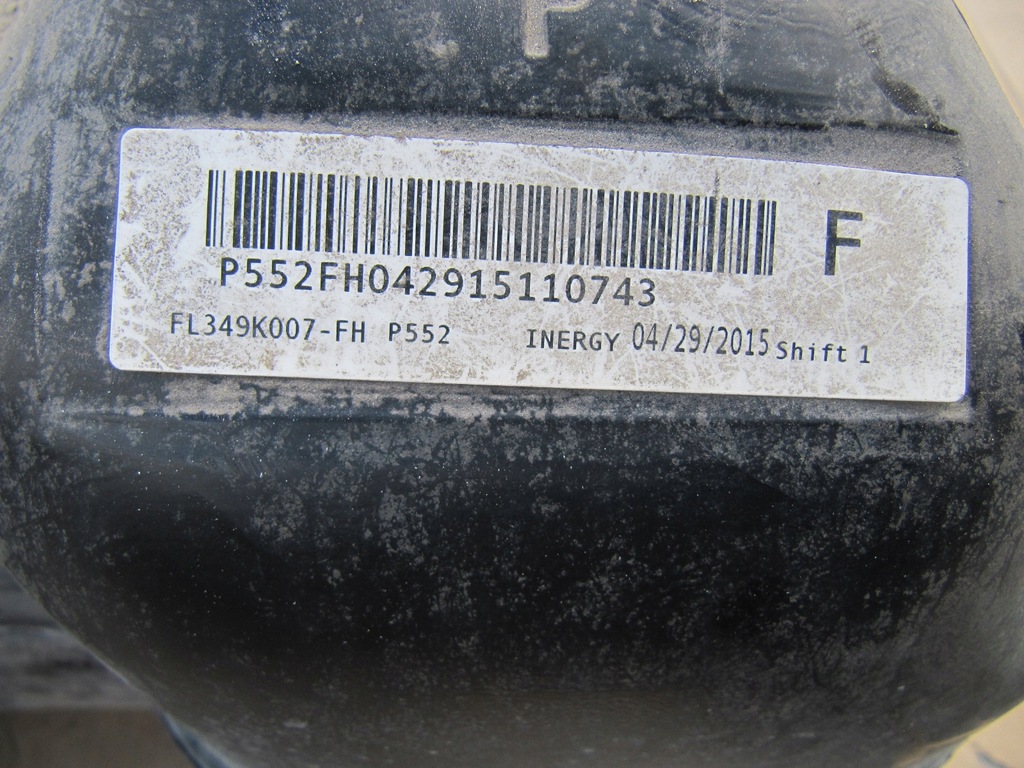 P
F
P552FH042915110743
FL349K007-FH P552 INERGY 04/29/2015 Shift 1